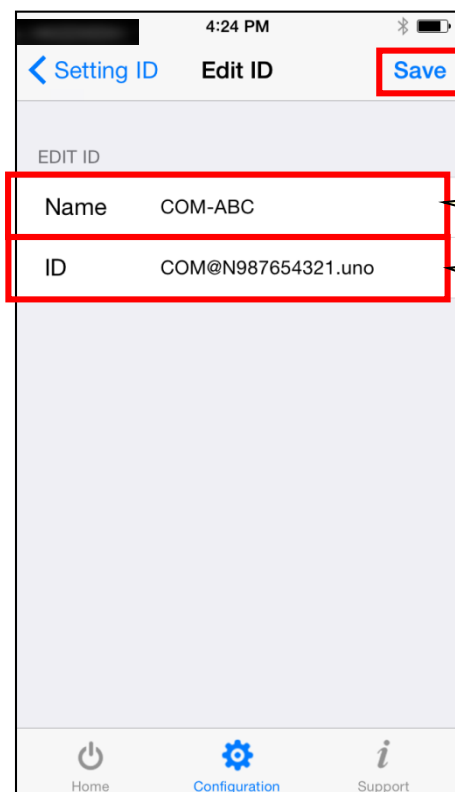 4:24 PM
Setting ID Edit ID Save
EDIT ID
Name COM-ABC
ID COM@N987654321.uno
Home Configuration Support